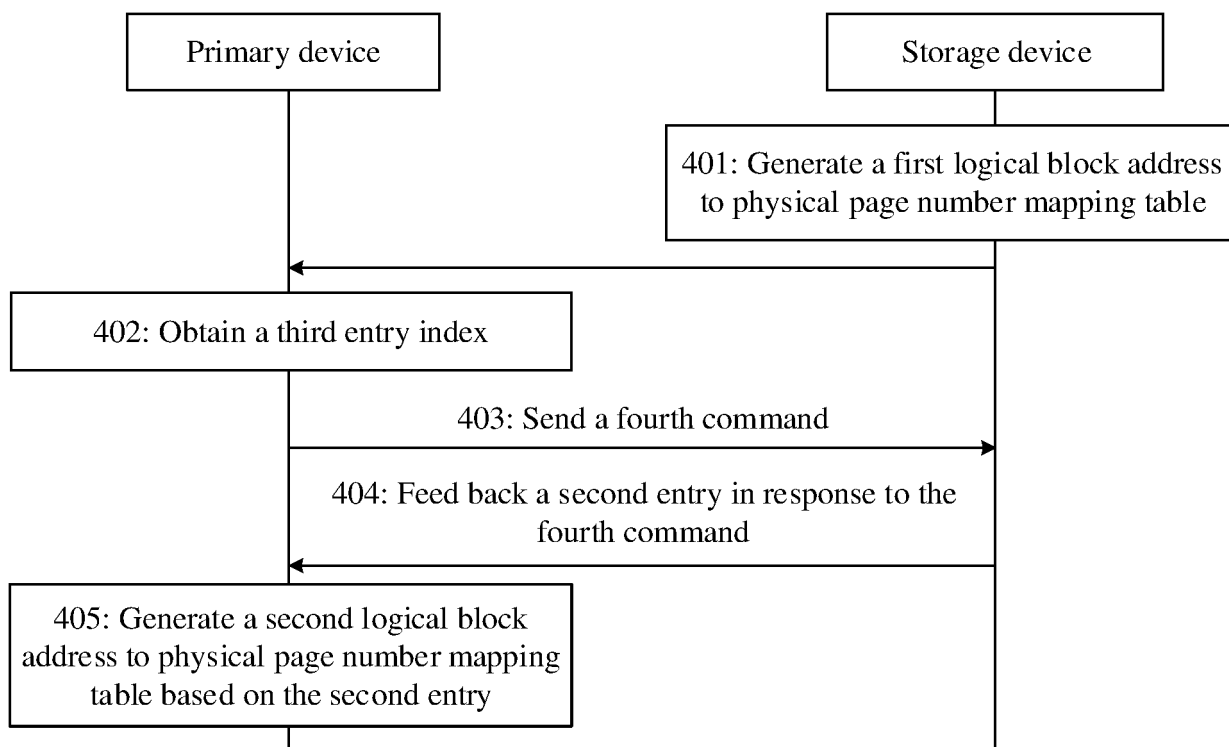 Primary device
Storage device
401: Generate a first logical block address
to physical page number mapping table
402: Obtain a third entry index
403: Send a fourth command
404: Feed back a second entry in response to the
fourth command
405: Generate a second logical block
address to physical page number mapping
table based on the second entry